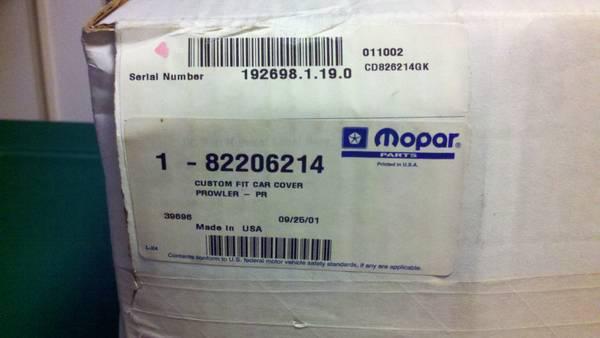 011002
Serial Number 192698.1.19.0 CD826214GK
Mopar®
PARTS
Printed in U.S.A.
1 - 82206214
CUSTOM FIT CAR COVER
PROWLER - PR
39696 09/25/01
Made in USA
L-X4
Contents conform to U.S. federal motor vehicle safety standards, if any are applicable.